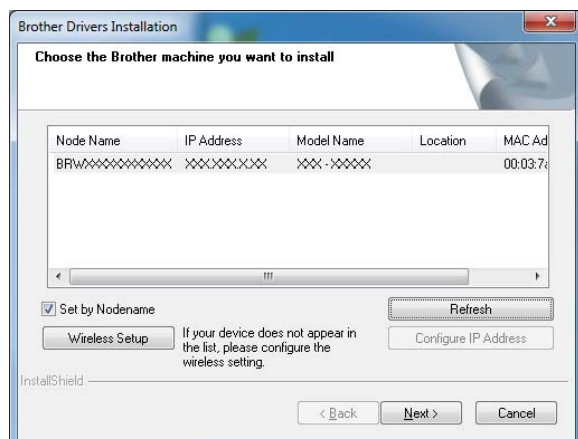 Brother Drivers Installation
Choose the Brother machine you want to install
Node Name IP Address Model Name Location MAC Ad
BRWXXXXXXXXXXXX XXX.XXX.X.XX XXX - XXXXX 00:03:7a
Set by Nodename
Refresh
Wireless Setup
If your device does not appear in
the list, please configure the
wireless setting.
Configure IP Address
InstallShield
< Back Next > Cancel